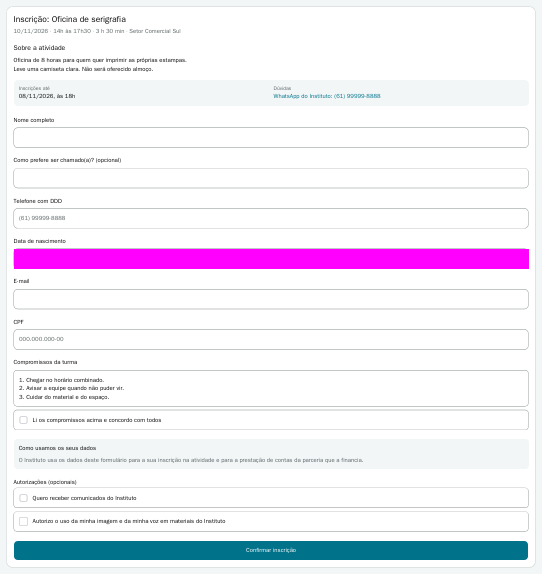 Inscrição: Oficina de serigrafia
10/11/2026 · 14h às 17h30 · 3 h 30 min · Setor Comercial Sul
Sobre a atividade
Oficina de 8 horas para quem quer imprimir as próprias estampas.
Leve uma camiseta clara. Não será oferecido almoço.
Inscrições até
08/11/2026, às 18h
Dúvidas
WhatsApp do Instituto: (61) 99999-8888
Nome completo
Como prefere ser chamado(a)? (opcional)
Telefone com DDD
(61) 99999-8888
Data de nascimento
E-mail
CPF
000.000.000-00
Compromissos da turma
1. Chegar no horário combinado.
2. Avisar a equipe quando não puder vir.
3. Cuidar do material e do espaço.
Li os compromissos acima e concordo com todos
Como usamos os seus dados
O Instituto usa os dados deste formulário para a sua inscrição na atividade e para a prestação de contas da parceria que a financia.
Autorizações (opcionais)
Quero receber comunicados do Instituto
Autorizo o uso da minha imagem e da minha voz em materiais do Instituto
Confirmar inscrição